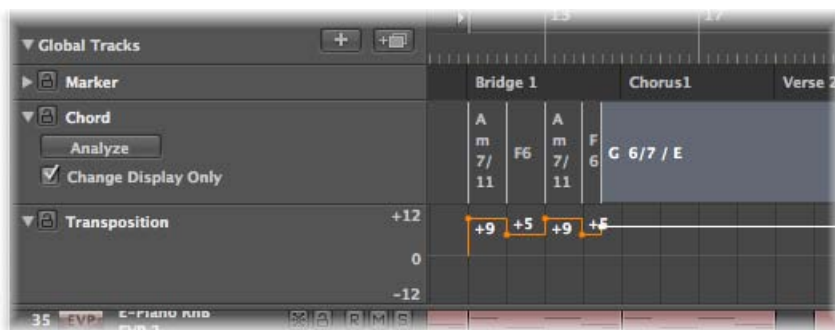 13 17
Global Tracks
Marker Bridge 1 Chorus1 Verse 2
Chord
Analyze
Change Display Only
A m 7/ 11
F6
A m 7/ 11
F 6
G 6/7 / E
Transposition +12
+9 +5 +9 +5
0
-12
35 EVP E-Piano RnB R M S